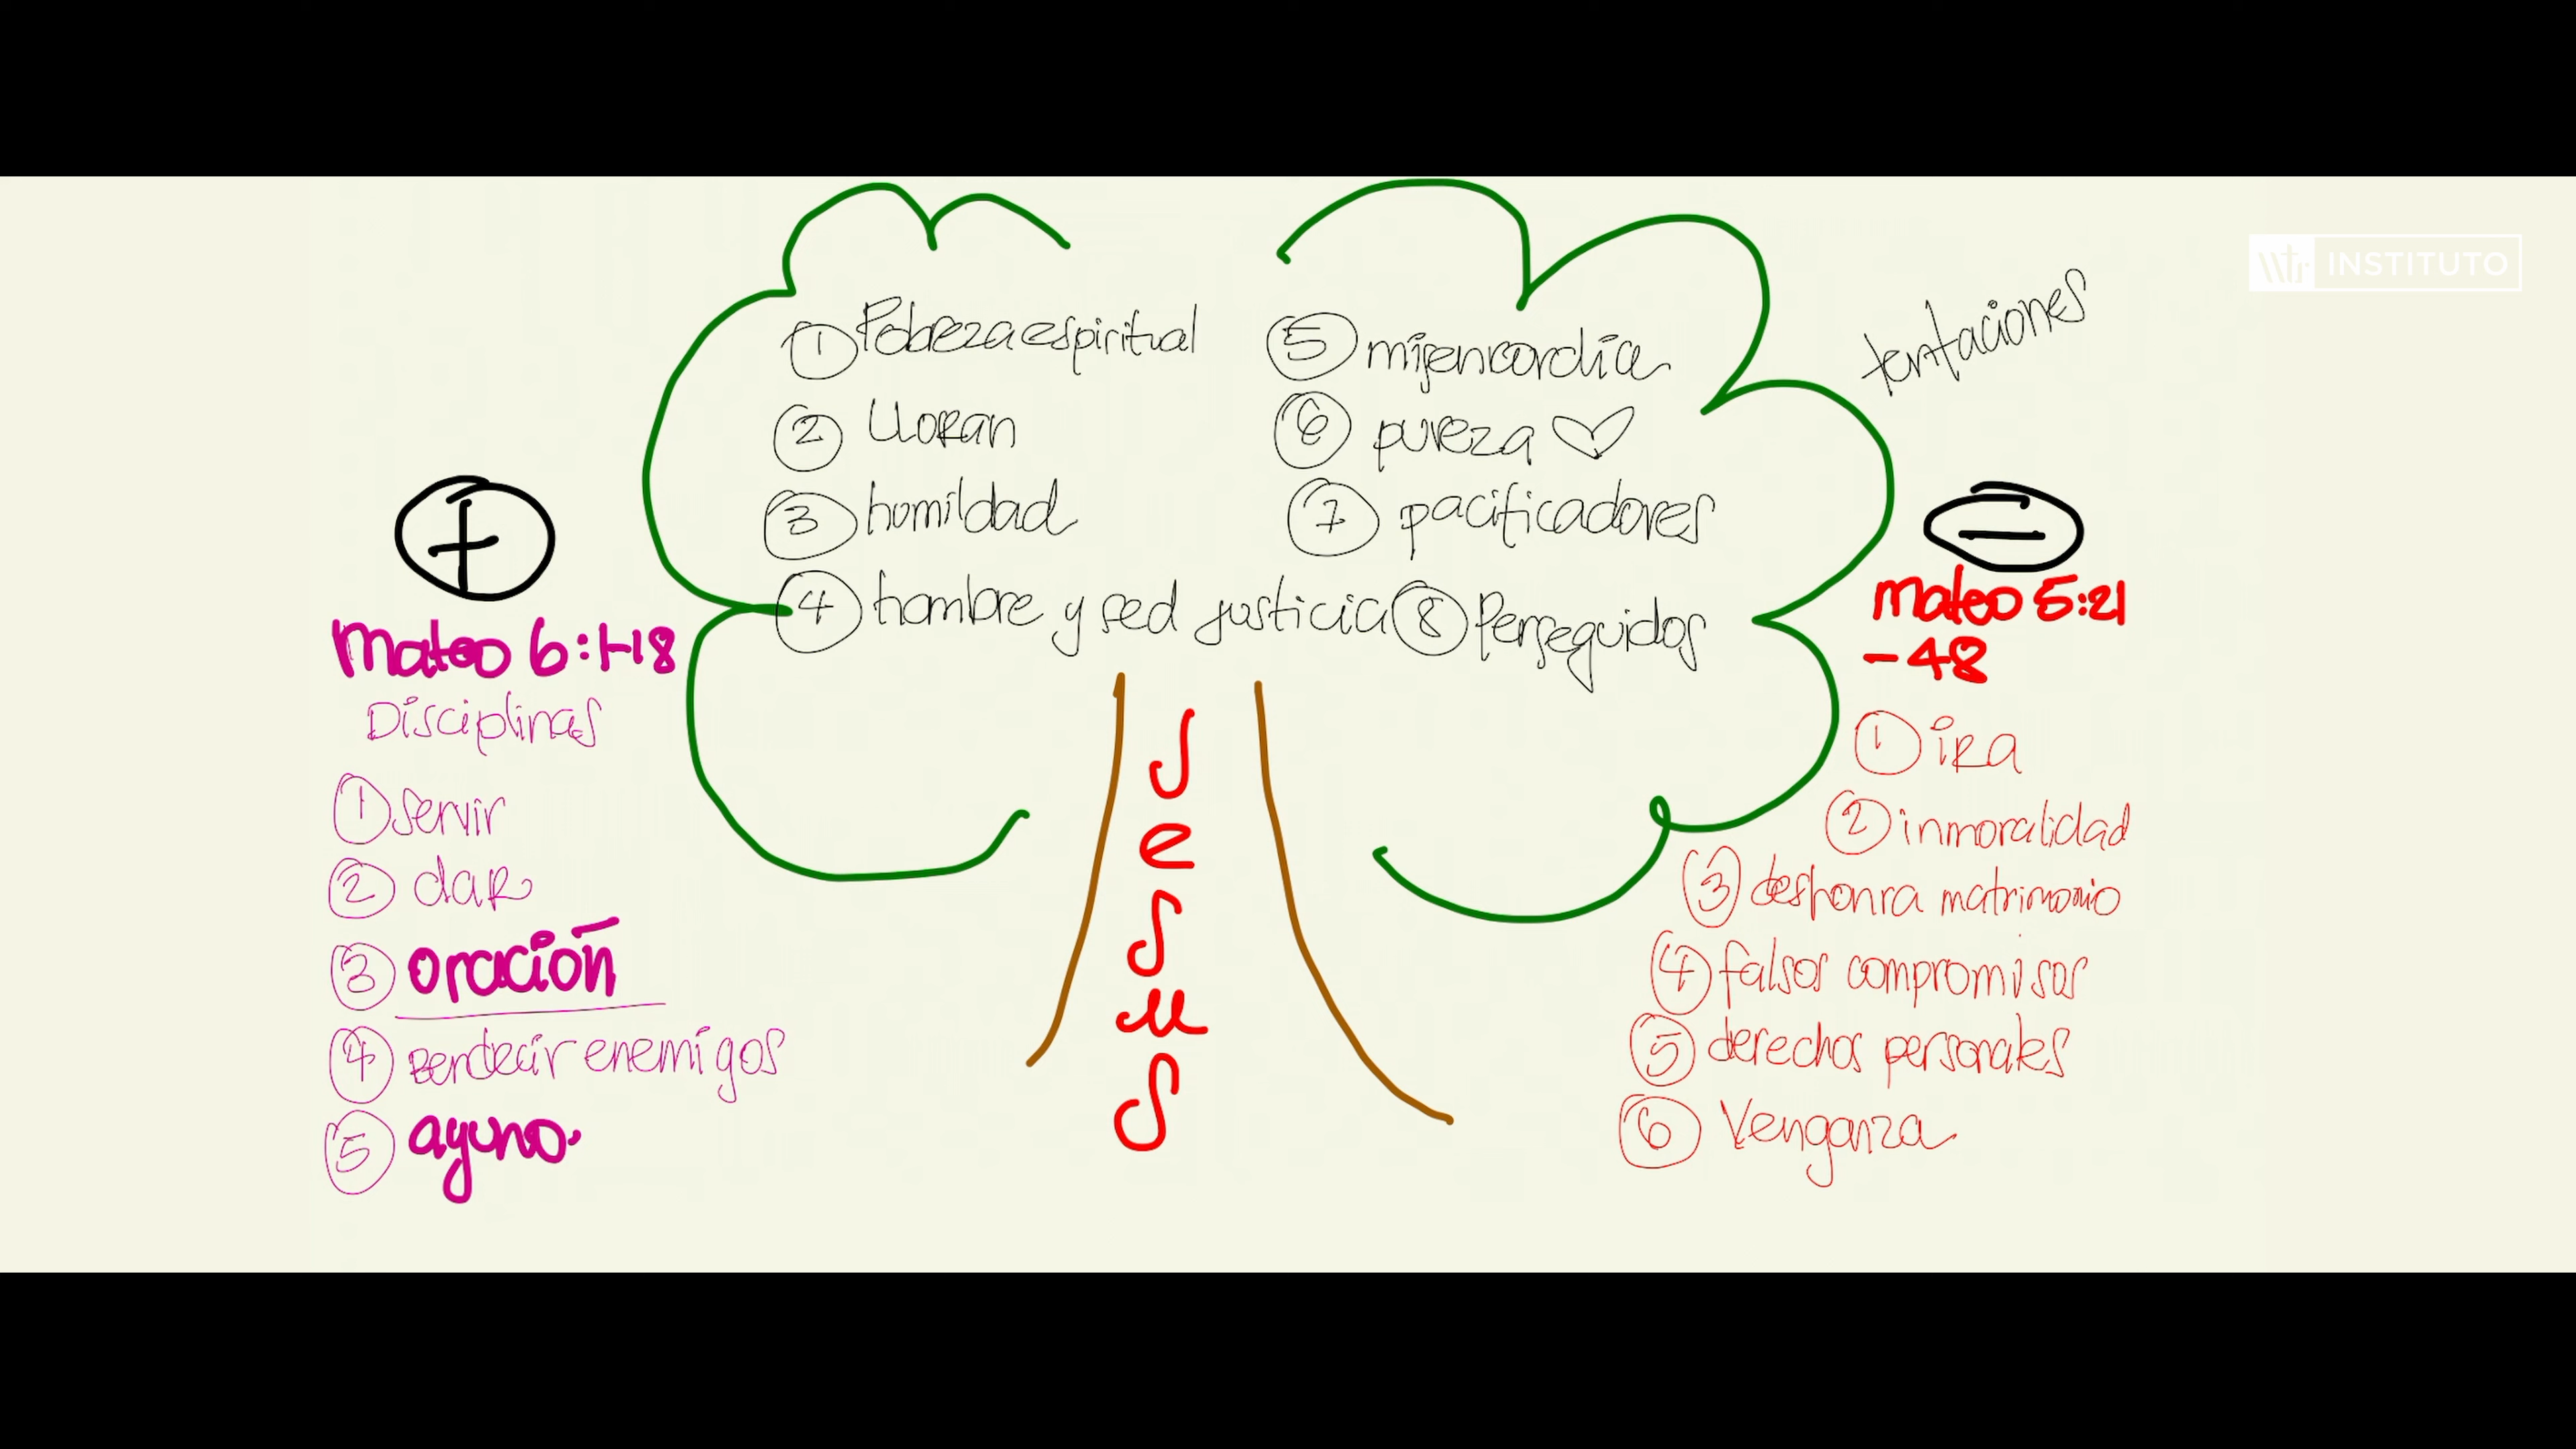 INSTITUTO
tentaciones
① Pobreza espiritual
② lloran
③ humildad
④ hambre y sed justicia
⑤ misericordia
⑥ pureza ♡
⑦ pacificadores
⑧ Perseguidos
Jesus
+
Mateo 6:1-18
Disciplinas
① servir
② dar
③ oración
④ Bendecir enemigos
⑤ ayuno.
-
Mateo 5:21
-48
① ira
② inmoralidad
③ deshonra matrimonio
④ falsos compromisos
⑤ derechos personales
⑥ Venganza